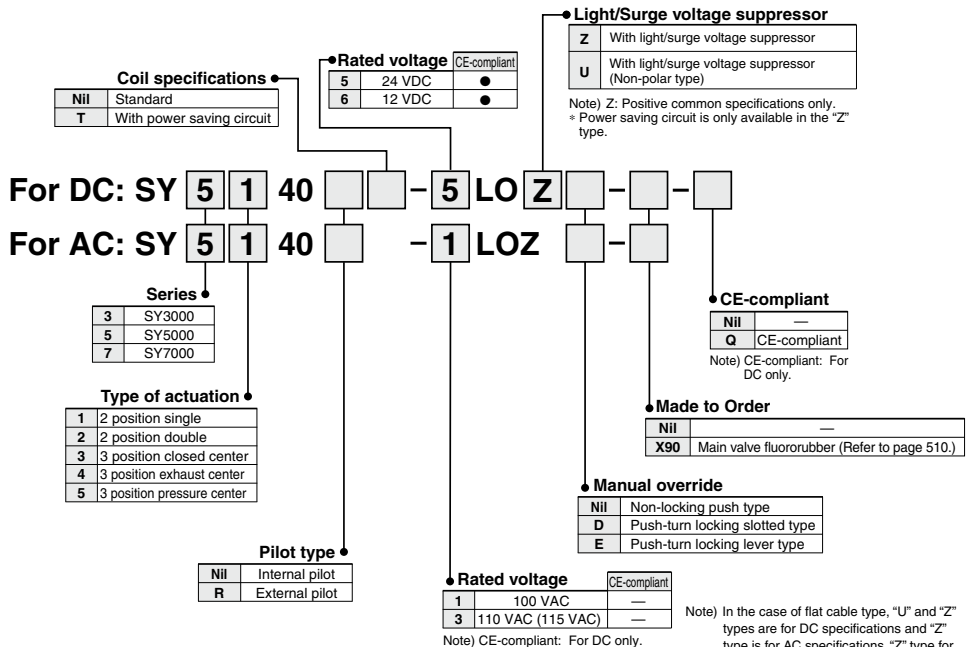 Light/Surge voltage suppressor
Z With light/surge voltage suppressor
U With light/surge voltage suppressor
(Non-polar type)
Note) Z: Positive common specifications only.
* Power saving circuit is only available in the “Z”
type.
Rated voltage CE-compliant
5 24 VDC ●
6 12 VDC ●
Coil specifications
Nil Standard
T With power saving circuit
For DC: SY 5 1 40 – 5 LO Z – –
For AC: SY 5 1 40 – 1 LOZ –
Series
3 SY3000
5 SY5000
7 SY7000
Type of actuation
1 2 position single
2 2 position double
3 3 position closed center
4 3 position exhaust center
5 3 position pressure center
Pilot type
Nil Internal pilot
R External pilot
CE-compliant
Nil —
Q CE-compliant
Note) CE-compliant: For
DC only.
Made to Order
Nil —
X90 Main valve fluororubber (Refer to page 510.)
Manual override
Nil Non-locking push type
D Push-turn locking slotted type
E Push-turn locking lever type
Rated voltage CE-compliant
1 100 VAC —
3 110 VAC (115 VAC) —
Note) CE-compliant: For DC only.
Note) In the case of flat cable type, “U” and “Z”
types are for DC specifications and “Z”
type is for AC specifications. “Z” type for